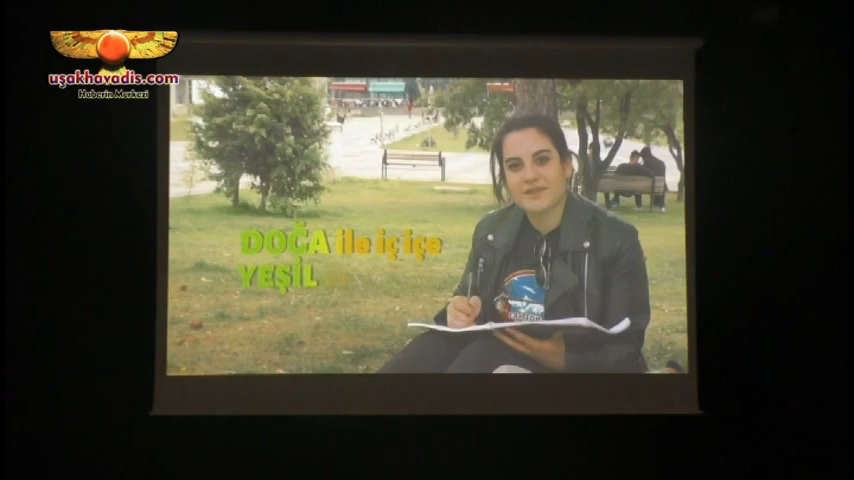 uşakhavadis.com
Haberin Merkezi
DOĞA ile iç içe
YEŞİL